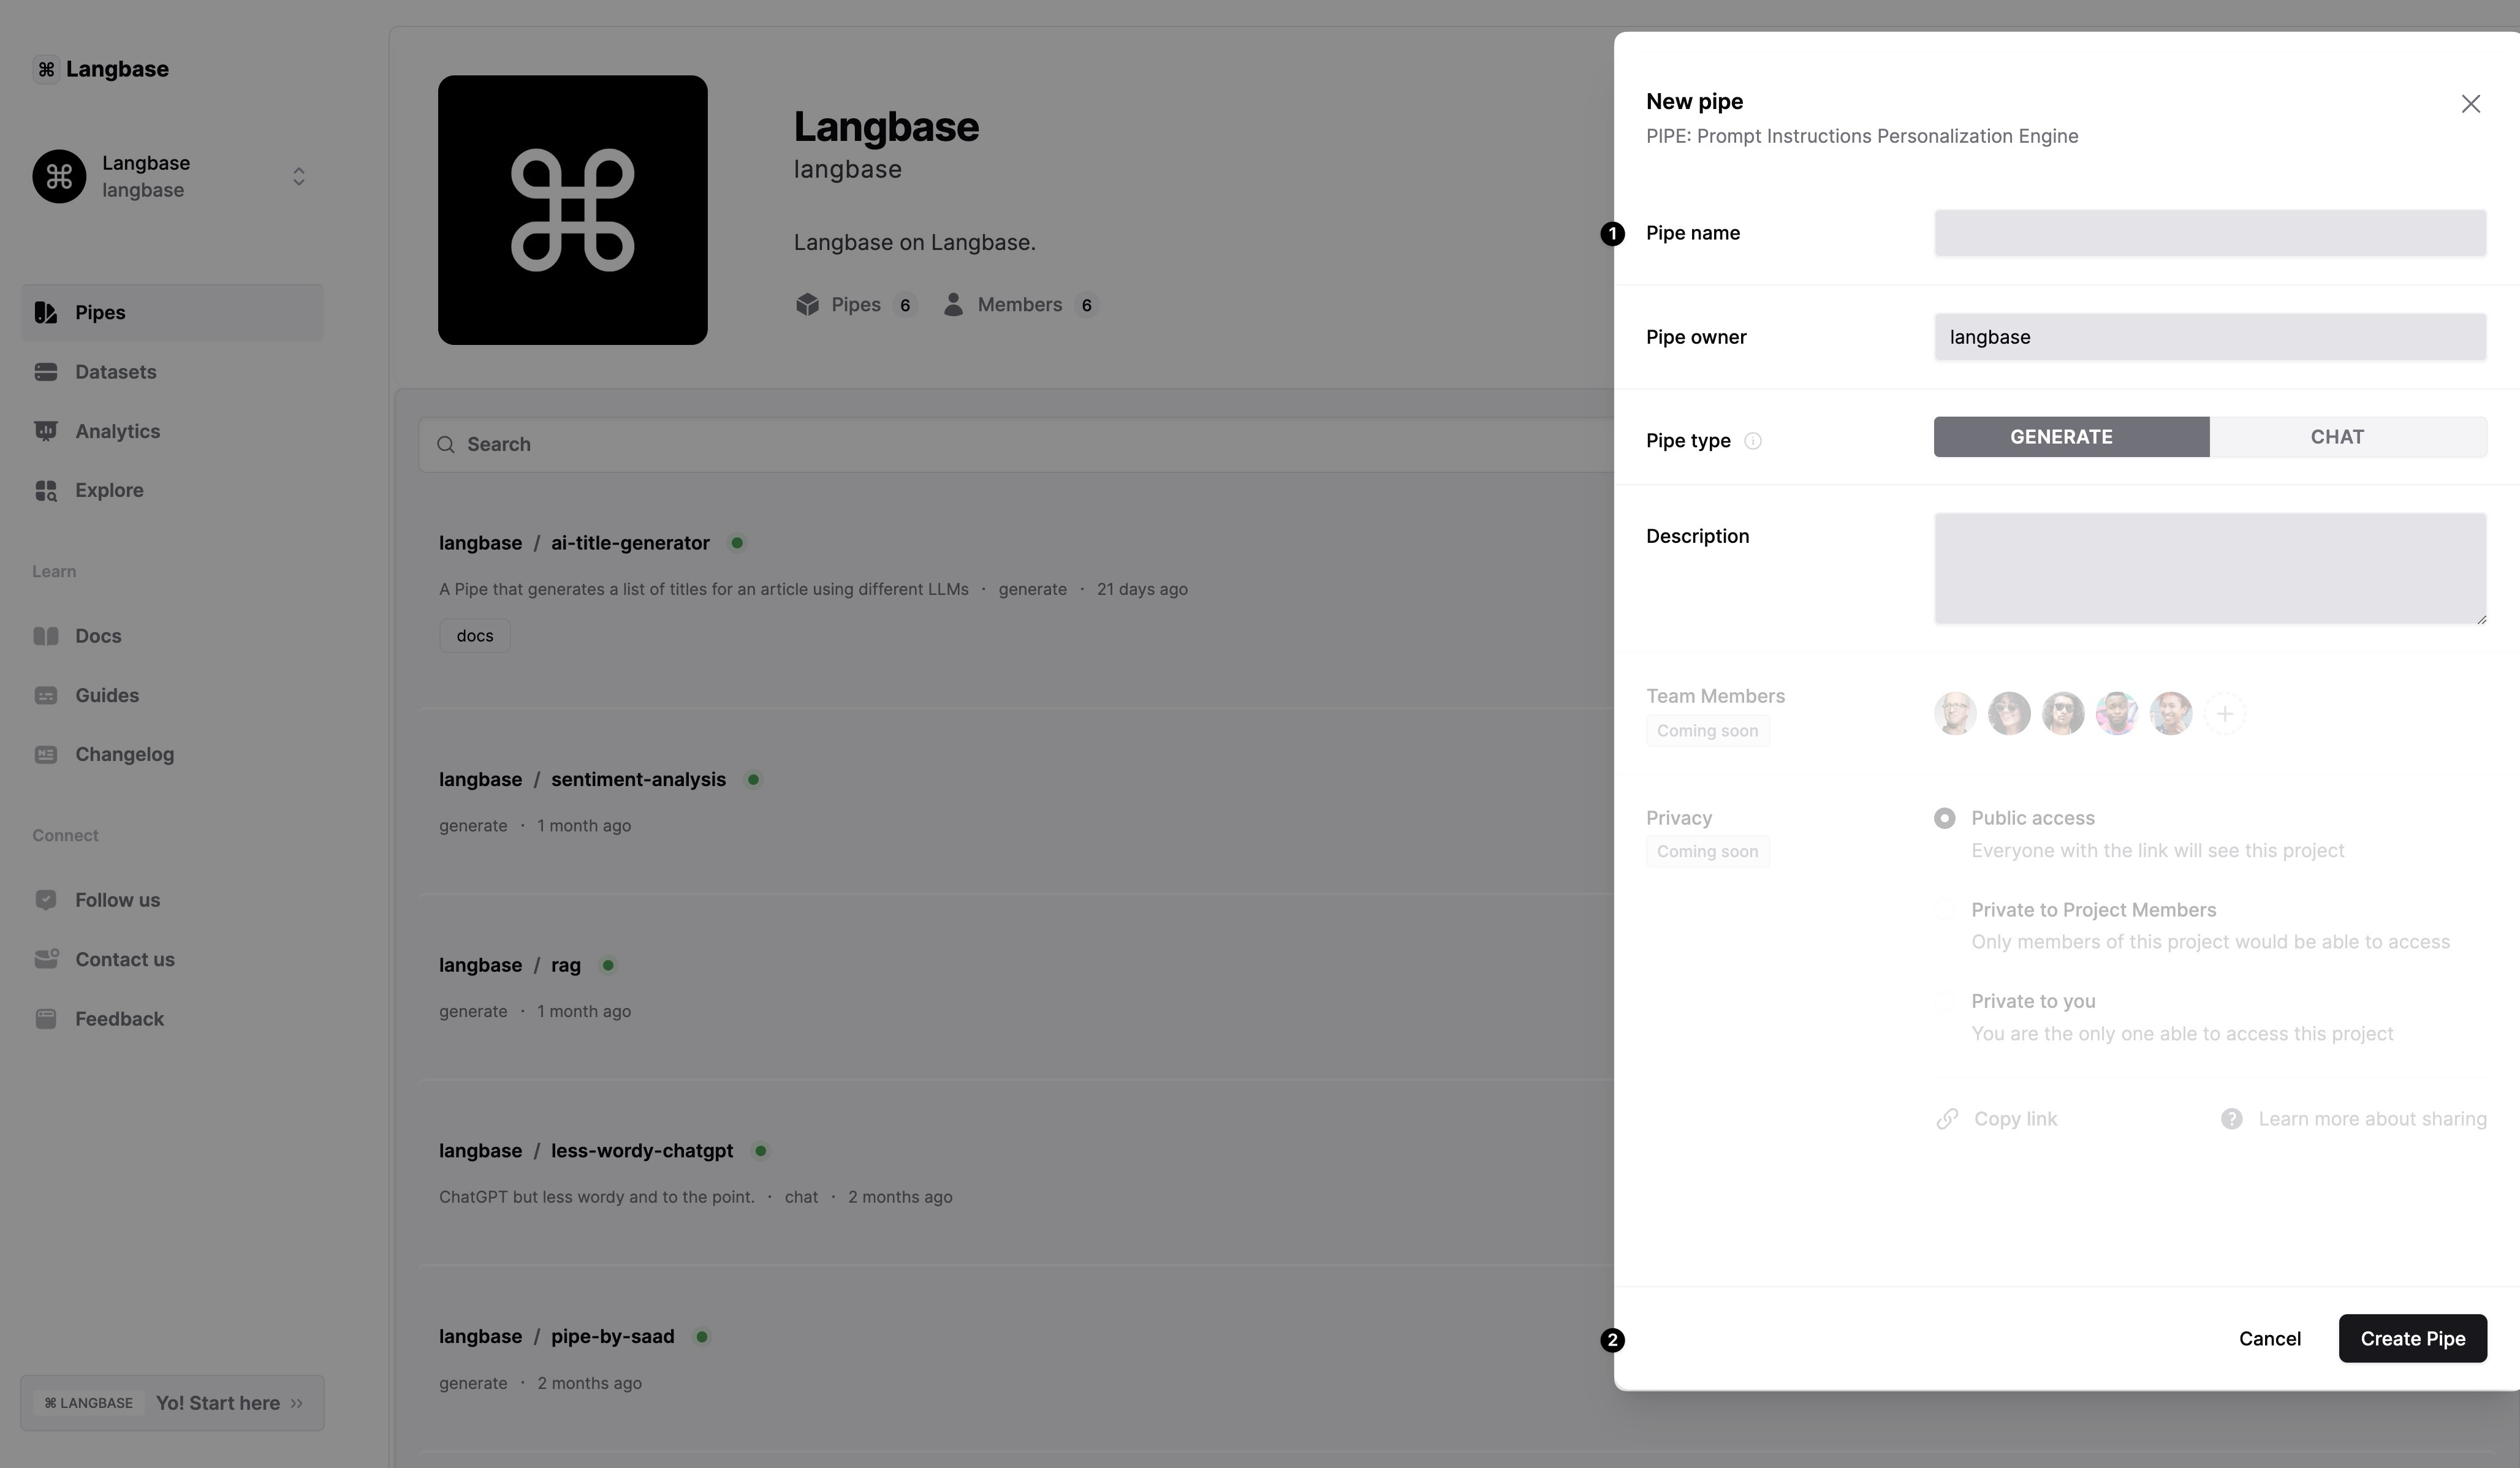 ⌘ Langbase
Langbase
langbase
Pipes
Datasets
Analytics
Explore
Learn
Docs
Guides
Changelog
Connect
Follow us
Contact us
Feedback
⌘ LANGBASE Yo! Start here »
Langbase
langbase
Langbase on Langbase.
Pipes 6 Members 6
Search
langbase / ai-title-generator
A Pipe that generates a list of titles for an article using different LLMs · generate · 21 days ago
docs
langbase / sentiment-analysis
generate · 1 month ago
langbase / rag
generate · 1 month ago
langbase / less-wordy-chatgpt
ChatGPT but less wordy and to the point. · chat · 2 months ago
langbase / pipe-by-saad
generate · 2 months ago
New pipe
PIPE: Prompt Instructions Personalization Engine
1 Pipe name
Pipe owner langbase
Pipe type GENERATE CHAT
Description
Team Members
Coming soon
Privacy
Coming soon
Public access
Everyone with the link will see this project
Private to Project Members
Only members of this project would be able to access
Private to you
You are the only one able to access this project
Copy link ? Learn more about sharing
2 Cancel Create Pipe